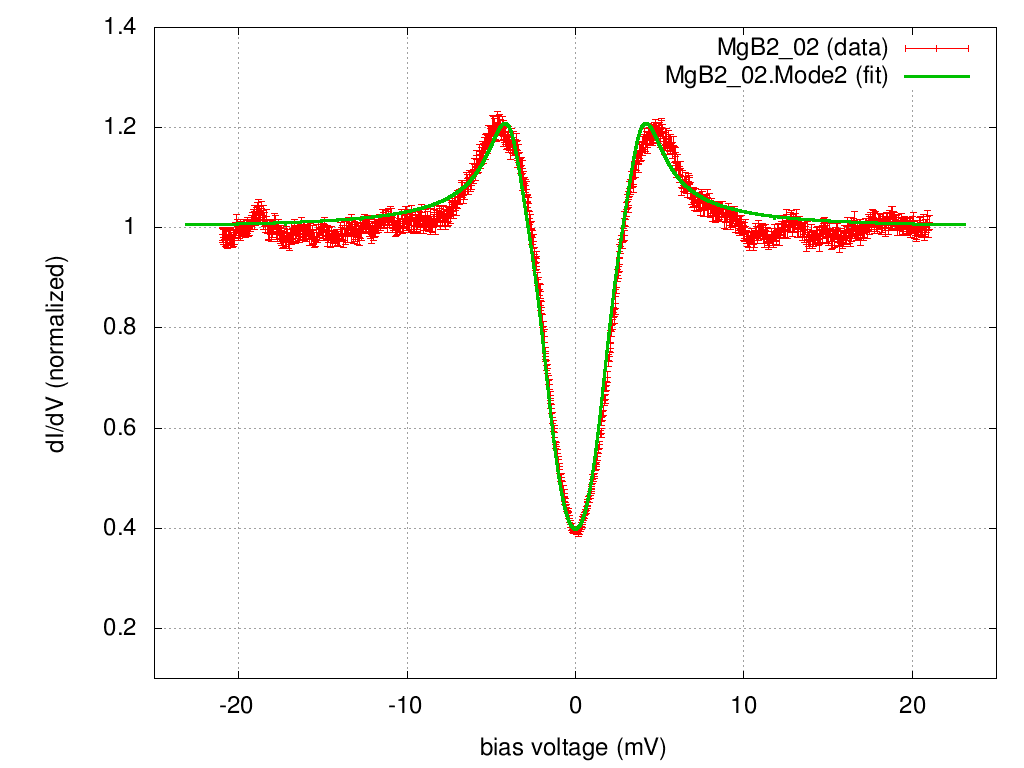 MgB2_02 (data)
MgB2_02.Mode2 (fit)
1.4
1.2
1
0.8
0.6
0.4
0.2
dI/dV (normalized)
-20 -10 0 10 20
bias voltage (mV)